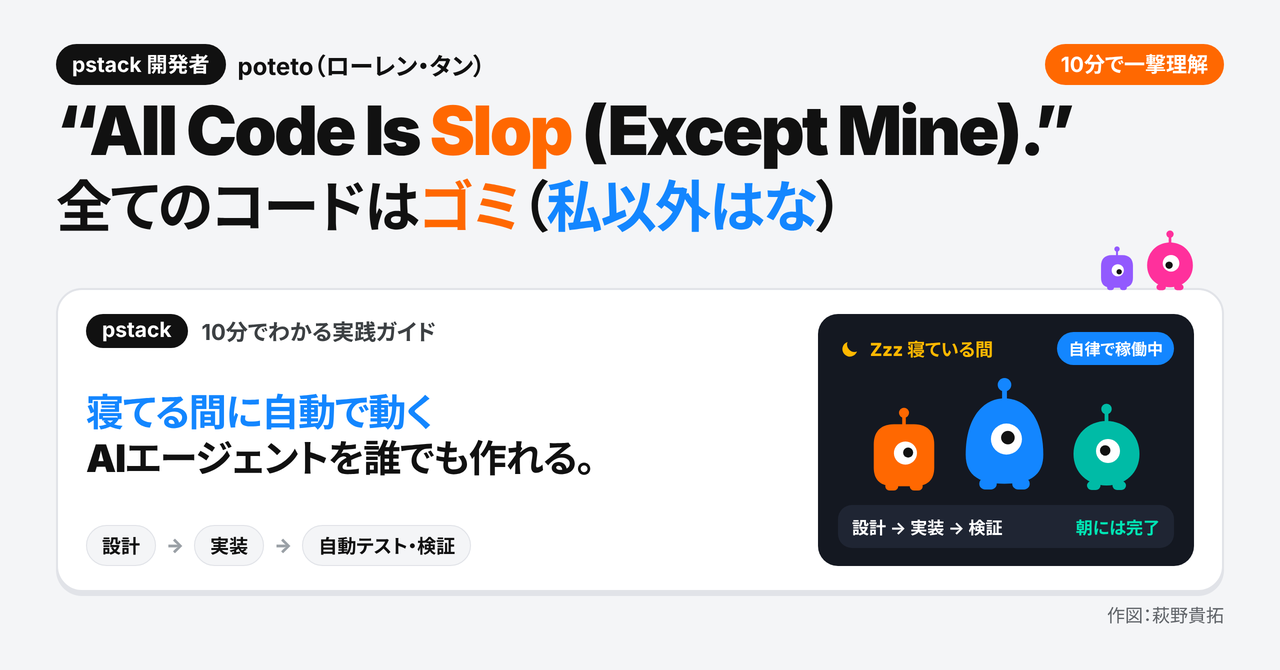 pstack 開発者 poteto（ローレン・タン）
10分で一撃理解
“All Code Is Slop (Except Mine).”
全てのコードはゴミ（私以外はな）
pstack 10分でわかる実践ガイド
寝てる間に自動で動く
AIエージェントを誰でも作れる。
設計 → 実装 → 自動テスト・検証
Zzz 寝ている間
自律で稼働中
設計 → 実装 → 検証
朝には完了
作図：萩野貴拓